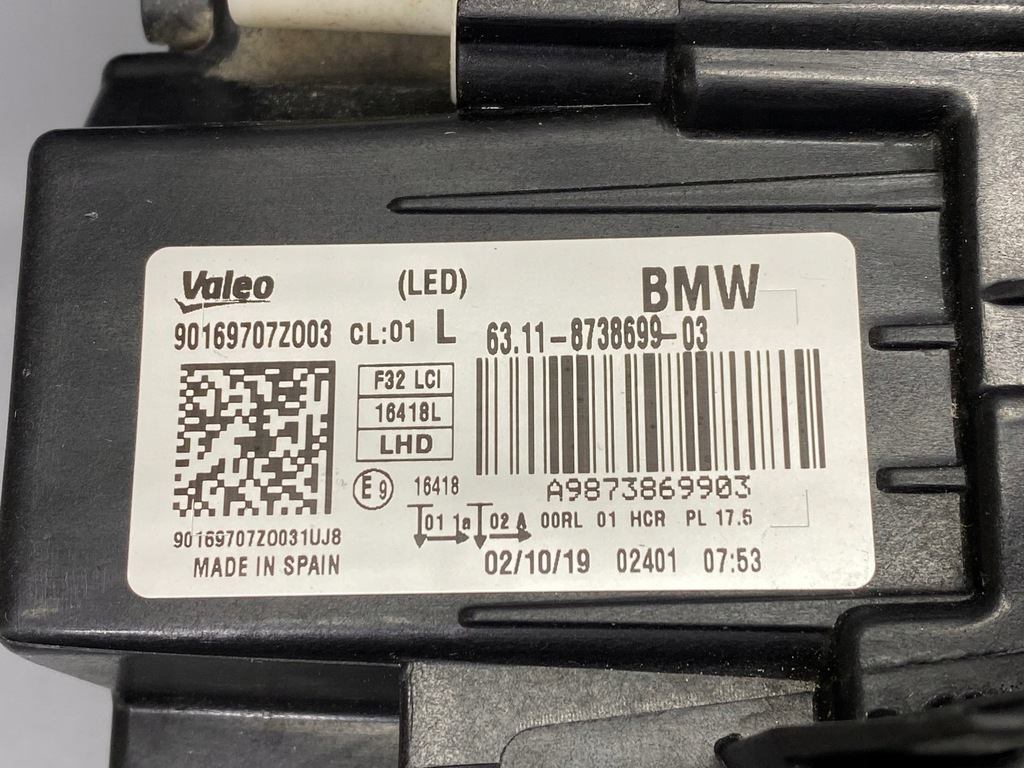 Valeo (LED) BMW
90169707Z003 CL:01 L 63.11-8738699-03
F32 LCI
16418L
LHD
E9 16418 A9873869903
01 1a 02 A 00RL 01 HCR PL 17.5
90169707Z0031UJ8
MADE IN SPAIN 02/10/19 02401 07:53